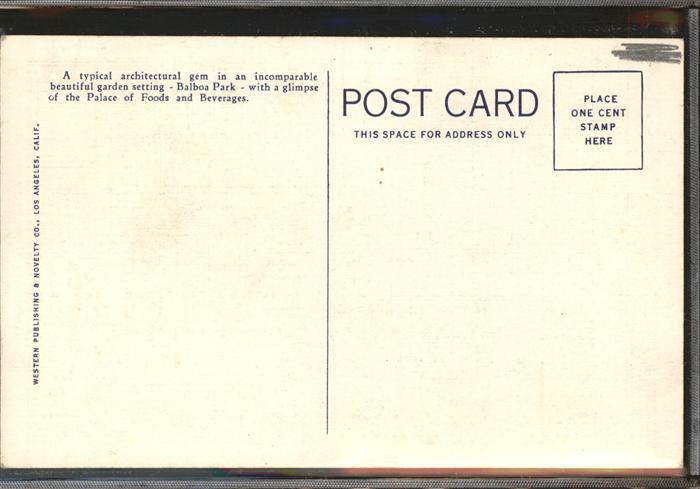 A typical architectural gem in an incomparable
beautiful garden setting - Balboa Park - with a glimpse
of the Palace of Foods and Beverages.
WESTERN PUBLISHING & NOVELTY CO., LOS ANGELES, CALIF.
POST CARD
THIS SPACE FOR ADDRESS ONLY
PLACE
ONE CENT
STAMP
HERE